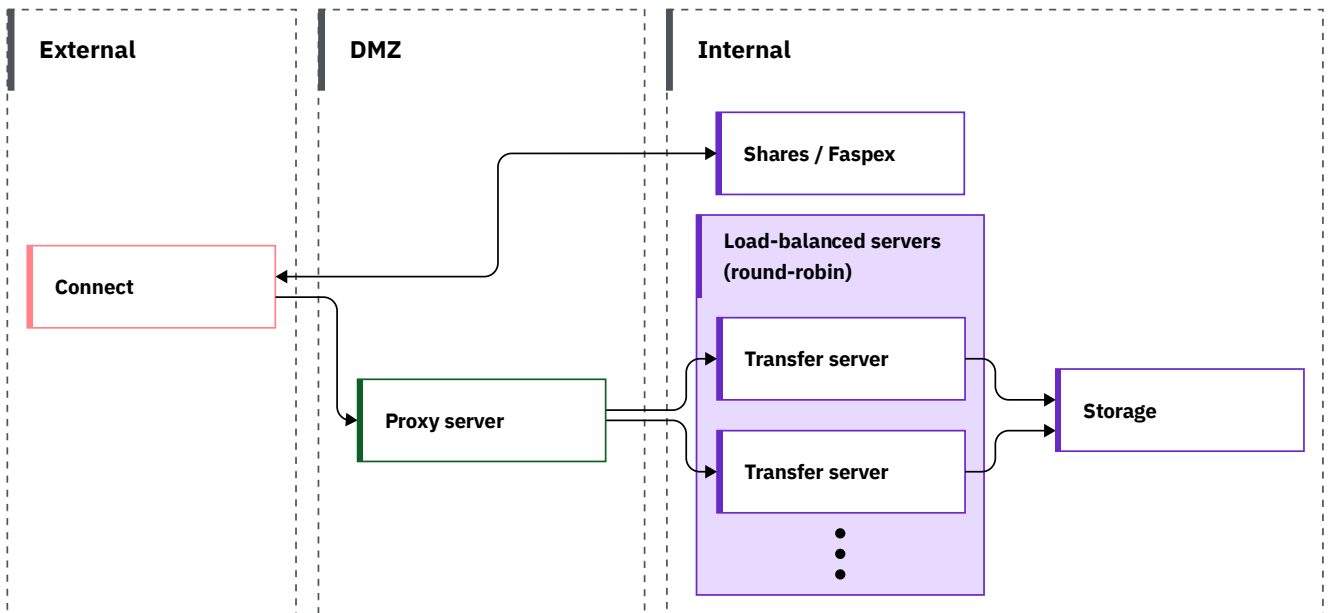 External
DMZ
Internal
Shares / Faspex
Load-balanced servers
(round-robin)
Connect
Transfer server
Proxy server
Storage
Transfer server